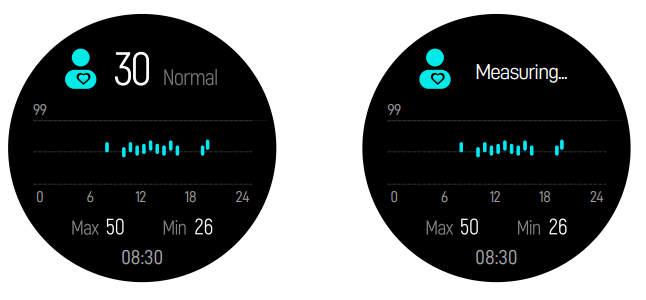 30 Normal
99
0 6 12 18 24
Max 50 Min 26
08:30
Measuring...
99
0 6 12 18 24
Max 50 Min 26
08:30